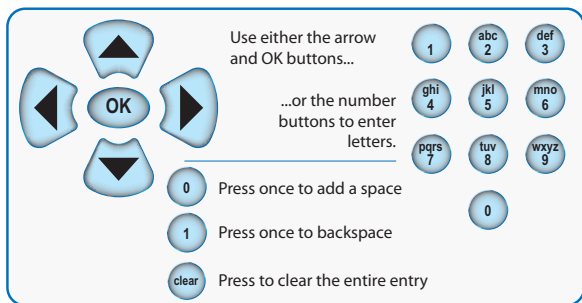 OK
Use either the arrow
and OK buttons...
...or the number
buttons to enter
letters.
1
abc
2
def
3
ghi
4
jkl
5
mno
6
pqrs
7
tuv
8
wxyz
9
0
0 Press once to add a space
1 Press once to backspace
clear Press to clear the entire entry